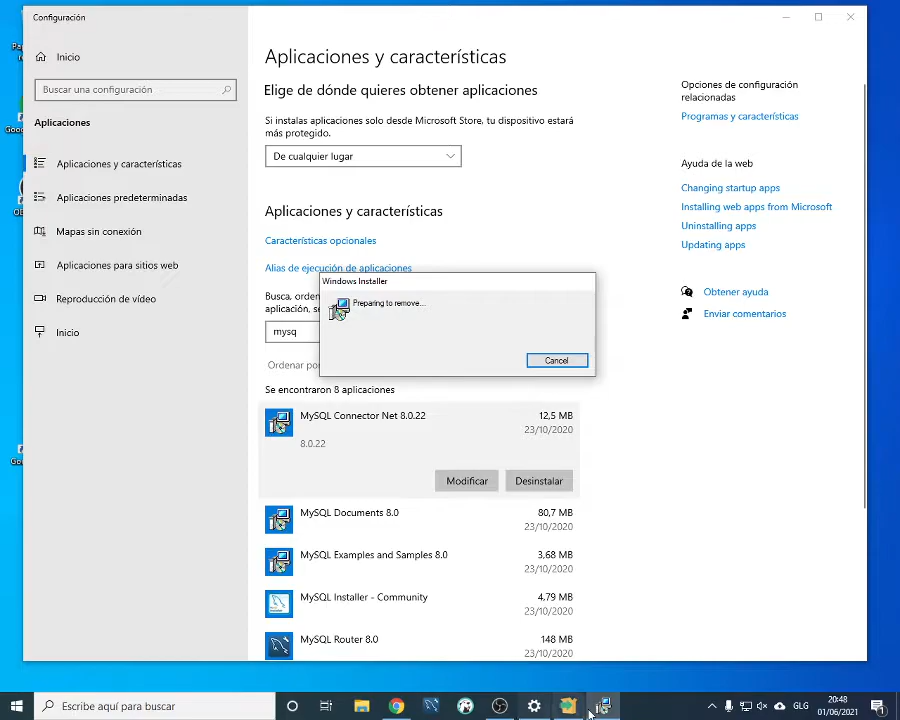 Configuración
Inicio
Buscar una configuración
Aplicaciones
Aplicaciones y características
Aplicaciones predeterminadas
Mapas sin conexión
Aplicaciones para sitios web
Reproducción de vídeo
Inicio
Aplicaciones y características
Elige de dónde quieres obtener aplicaciones
Si instalas aplicaciones solo desde Microsoft Store, tu dispositivo estará
más protegido.
De cualquier lugar
Aplicaciones y características
Características opcionales
Alias de ejecución de aplicaciones
Busca, orden
aplicación, se
mysq
Ordenar por
Windows Installer
Preparing to remove...
Cancel
Se encontraron 8 aplicaciones
MySQL Connector Net 8.0.22
12,5 MB
23/10/2020
8.0.22
Modificar
Desinstalar
MySQL Documents 8.0
80,7 MB
23/10/2020
MySQL Examples and Samples 8.0
3,68 MB
23/10/2020
MySQL Installer - Community
4,79 MB
23/10/2020
MySQL Router 8.0
148 MB
23/10/2020
Opciones de configuración
relacionadas
Programas y características
Ayuda de la web
Changing startup apps
Installing web apps from Microsoft
Uninstalling apps
Updating apps
Obtener ayuda
Enviar comentarios
Escribe aquí para buscar
GLG
20:48
01/06/2021
1